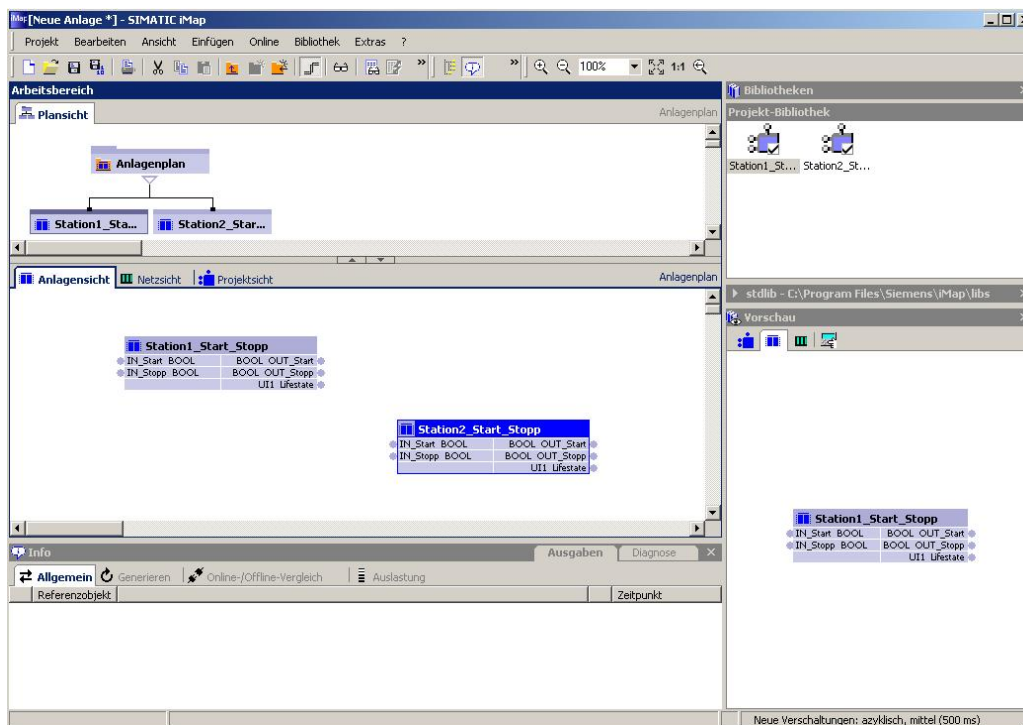 [Neue Anlage *] - SIMATIC iMap
Projekt Bearbeiten Ansicht Einfügen Online Bibliothek Extras ?
» » 100% 1:1
Arbeitsbereich
Plansicht Anlagenplan
Anlagenplan
Station1_Sta... Station2_Star...
Anlagensicht Netzsicht Projektsicht Anlagenplan
Station1_Start_Stopp
IN_Start BOOL BOOL OUT_Start
IN_Stopp BOOL BOOL OUT_Stopp
UI1 Lifestate
Station2_Start_Stopp
IN_Start BOOL BOOL OUT_Start
IN_Stopp BOOL BOOL OUT_Stopp
UI1 Lifestate
Info Ausgaben Diagnose
Allgemein Generieren Online-/Offline-Vergleich Auslastung
Referenzobjekt Zeitpunkt
Bibliotheken
Projekt-Bibliothek
Station1_St... Station2_St...
stdlib - C:\Program Files\Siemens\iMap\libs
Vorschau
Station1_Start_Stopp
IN_Start BOOL BOOL OUT_Start
IN_Stopp BOOL BOOL OUT_Stopp
UI1 Lifestate
Neue Verschaltungen: azyklisch, mittel (500 ms)